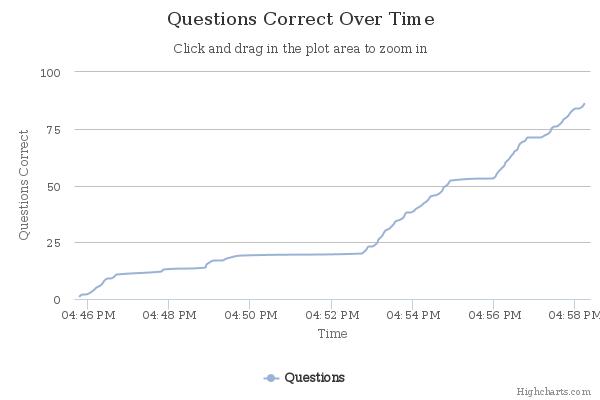 Questions Correct Over Time
Click and drag in the plot area to zoom in
Questions Correct
100
75
50
25
0
04:46 PM 04:48 PM 04:50 PM 04:52 PM 04:54 PM 04:56 PM 04:58 PM
Time
Questions
Highcharts.com